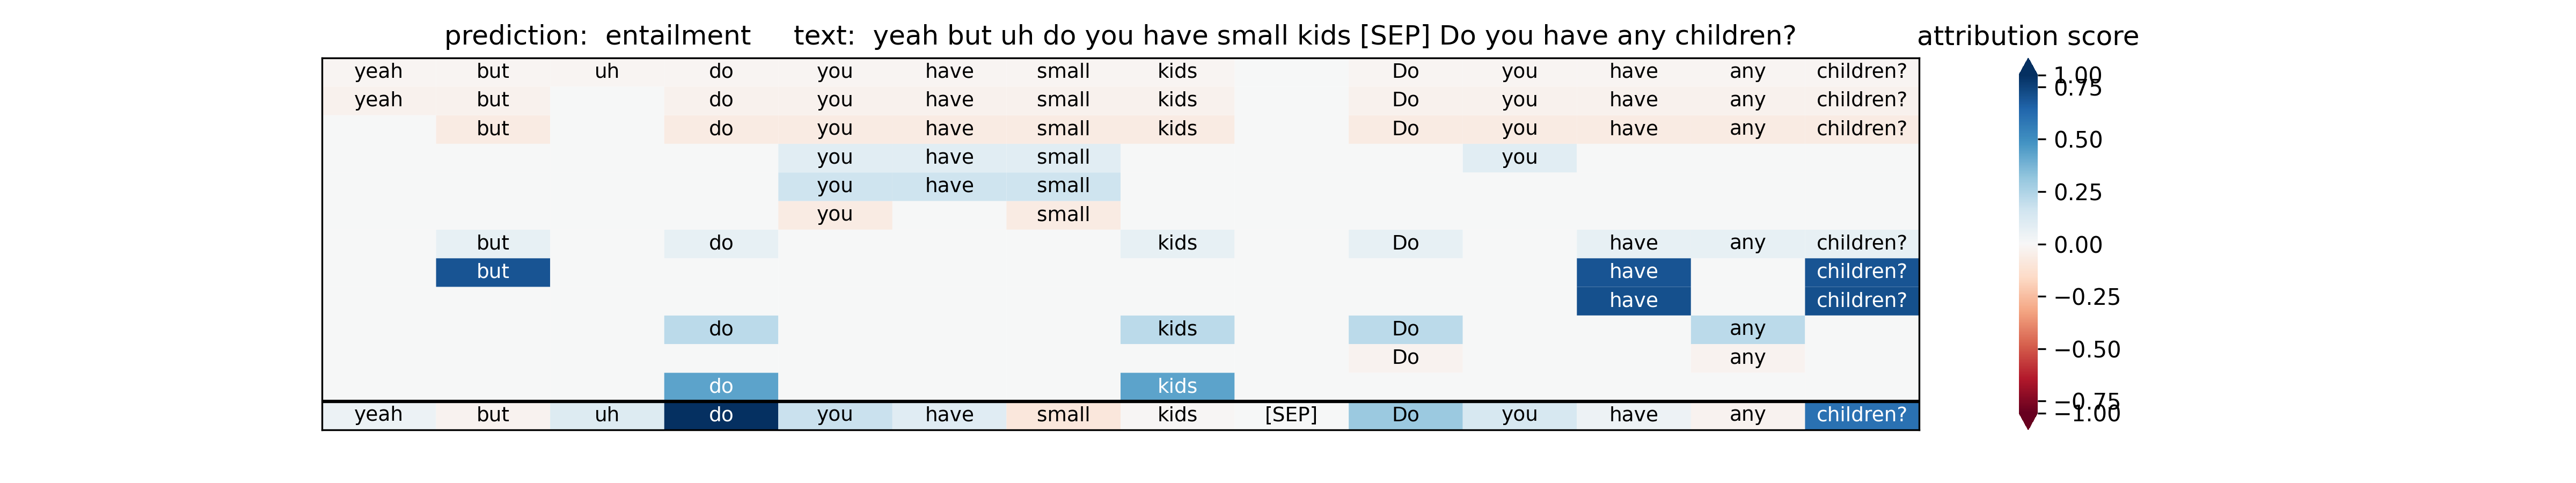 prediction: entailment text: yeah but uh do you have small kids [SEP] Do you have any children?
attribution score
yeah but uh do you have small kids Do you have any children?
yeah but do you have small kids Do you have any children?
but do you have small kids Do you have any children?
you have small you
you have small
you small
but do kids Do have any children?
but have children?
have children?
do kids Do any
Do any
do kids
yeah but uh do you have small kids [SEP] Do you have any children?
1.00
0.75
0.50
0.25
0.00
−0.25
−0.50
−0.75
−1.00